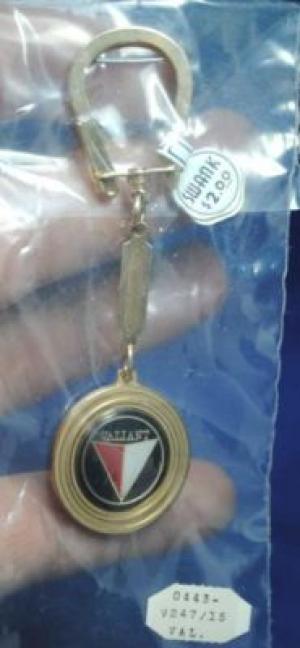 SWANK
$2.00
VALIANT
0443-
V247/15
VAL.